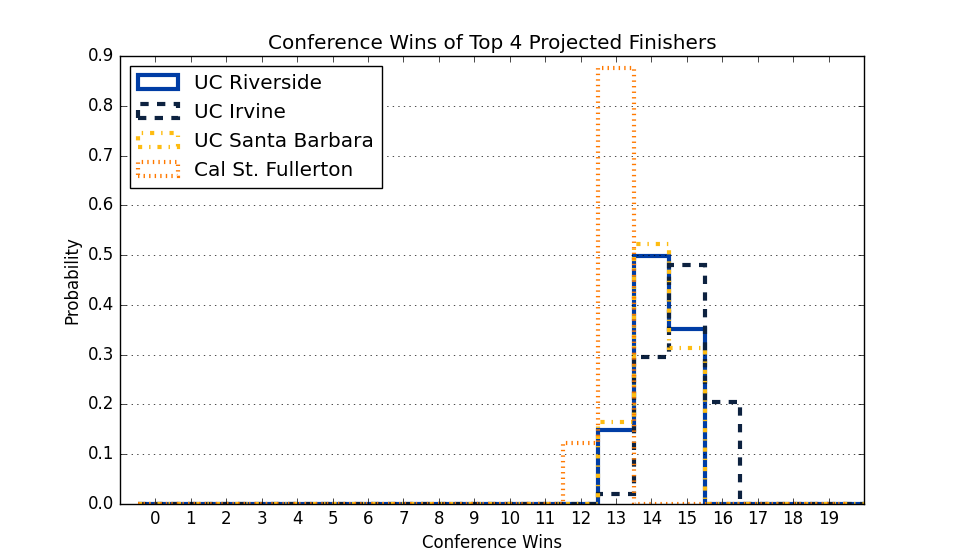 Conference Wins of Top 4 Projected Finishers
0.9
0.8
0.7
0.6
0.5
0.4
0.3
0.2
0.1
0.0
Probability
UC Riverside
UC Irvine
UC Santa Barbara
Cal St. Fullerton
0 1 2 3 4 5 6 7 8 9 10 11 12 13 14 15 16 17 18 19
Conference Wins